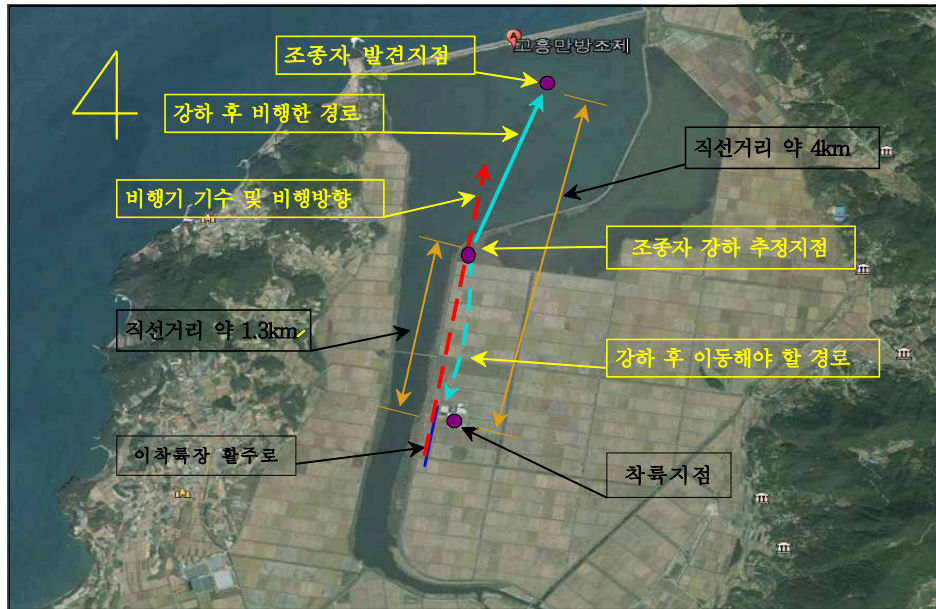 4
고흥만방조제
조종자 발견지점
강하 후 비행한 경로
직선거리 약 4km
비행기 기수 및 비행방향
조종자 강하 추정지점
직선거리 약 1.3km
강하 후 이동해야 할 경로
이착륙장 활주로
착륙지점